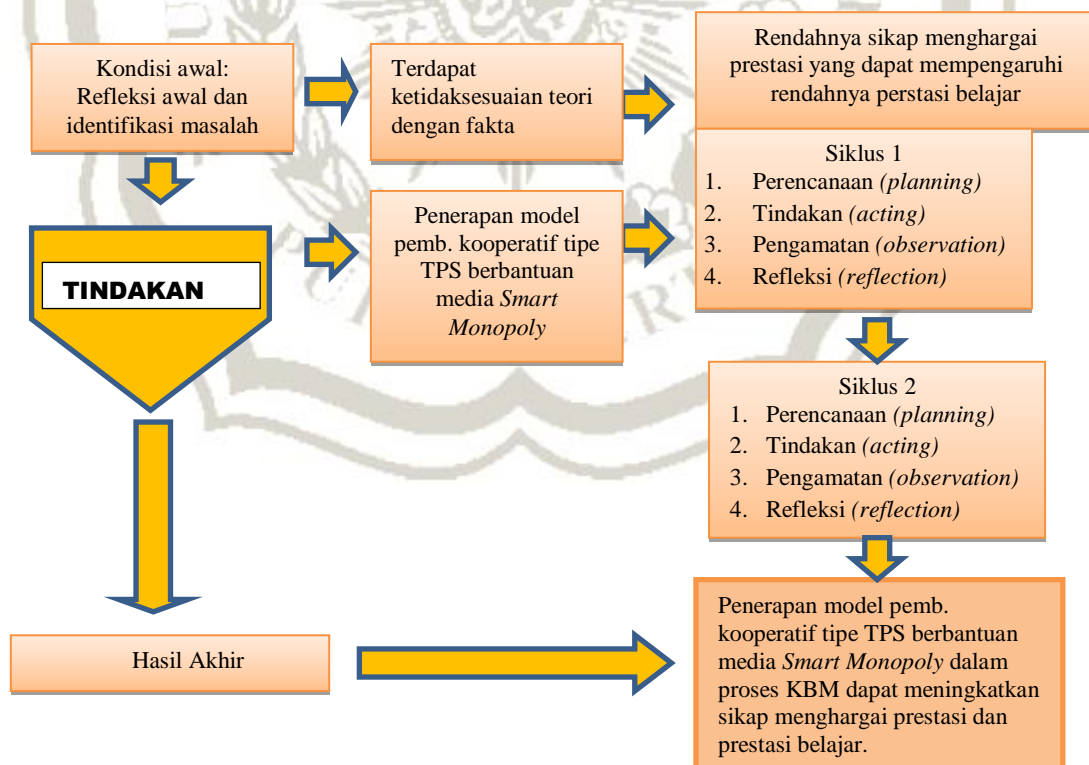 Kondisi awal:
Refleksi awal dan
identifikasi masalah
Terdapat
ketidaksesuaian teori
dengan fakta
Rendahnya sikap menghargai
prestasi yang dapat mempengaruhi
rendahnya perstasi belajar
TINDAKAN
Penerapan model
pemb. kooperatif tipe
TPS berbantuan
media Smart
Monopoly
Siklus 1
1. Perencanaan (planning)
2. Tindakan (acting)
3. Pengamatan (observation)
4. Refleksi (reflection)
Siklus 2
1. Perencanaan (planning)
2. Tindakan (acting)
3. Pengamatan (observation)
4. Refleksi (reflection)
Hasil Akhir
Penerapan model pemb.
kooperatif tipe TPS berbantuan
media Smart Monopoly dalam
proses KBM dapat meningkatkan
sikap menghargai prestasi dan
prestasi belajar.